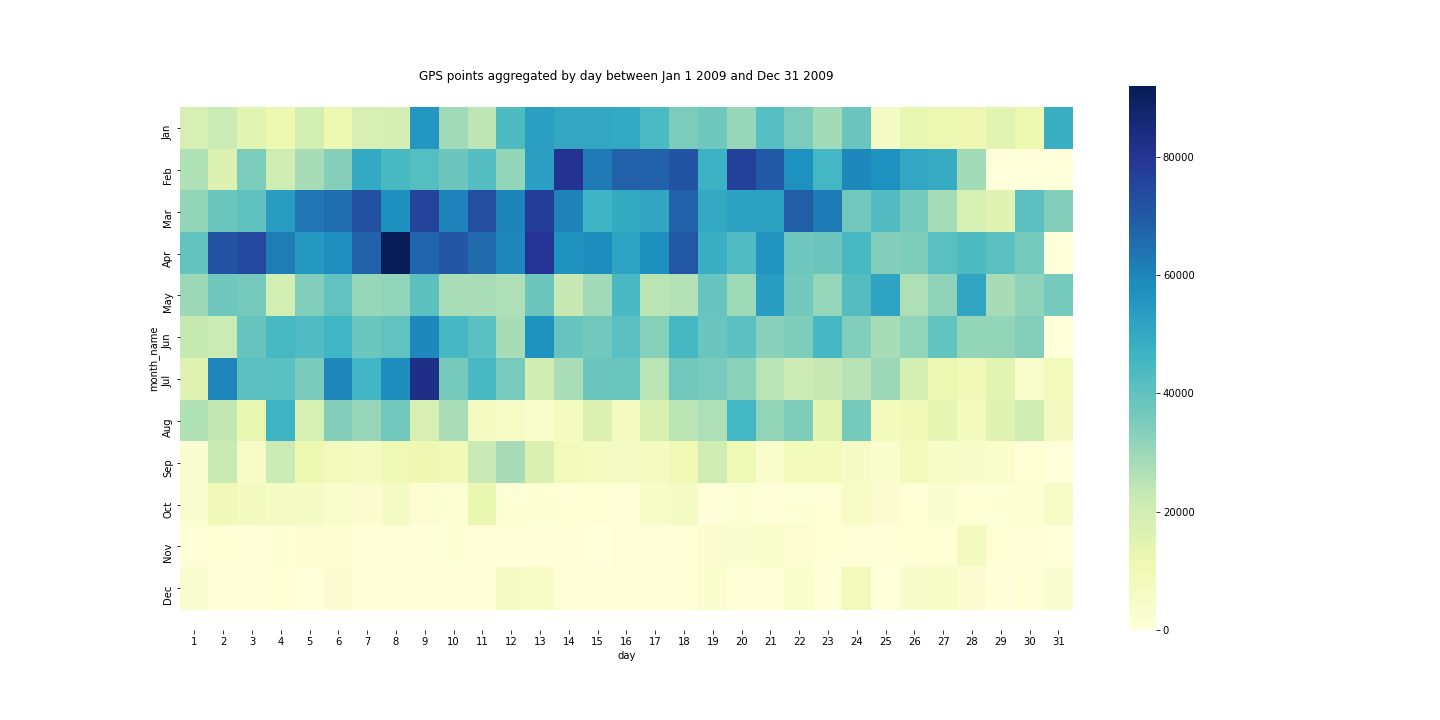 GPS points aggregated by day between Jan 1 2009 and Dec 31 2009
month_name
Jan
Feb
Mar
Apr
May
Jun
Jul
Aug
Sep
Oct
Nov
Dec
1 2 3 4 5 6 7 8 9 10 11 12 13 14 15 16 17 18 19 20 21 22 23 24 25 26 27 28 29 30 31
day
80000
60000
40000
20000
0